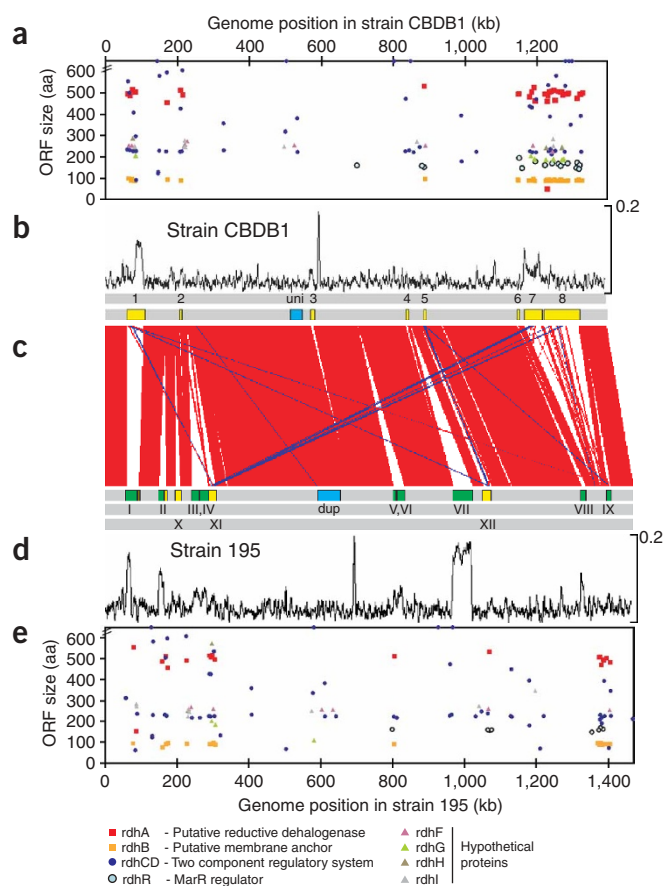 Genome position in strain CBDB1 (kb)
a
0 200 400 600 800 1,000 1,200
ORF size (aa)
600
500
400
300
200
100
0
0.2
b
Strain CBDB1
1 2 uni 3 4 5 6 7 8
c
I II III,IV dup V,VI VII VIII IX
X XI XII
d
Strain 195
0.2
e
ORF size (aa)
600
500
400
300
200
100
0
0 200 400 600 800 1,000 1,200 1,400
Genome position in strain 195 (kb)
rdhA - Putative reductive dehalogenase
rdhB - Putative membrane anchor
rdhCD - Two component regulatory system
rdhR - MarR regulator
rdhF
rdhG
rdhH
rdhI
Hypothetical
proteins